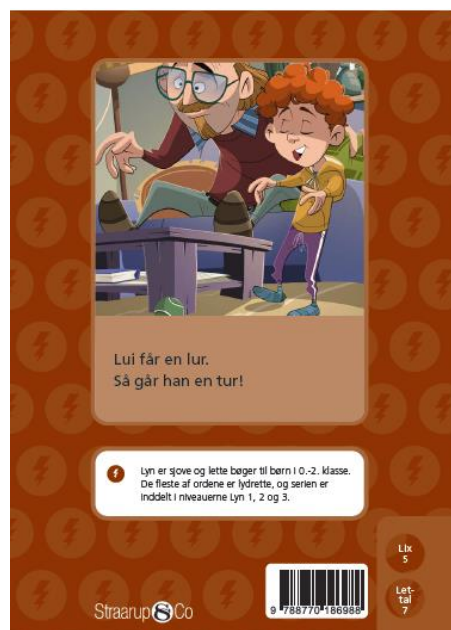 Lui får en lur.
Så går han en tur!
Lyn er sjove og lette bøger til børn i 0.-2. klasse.
De fleste af ordene er lydrette, og serien er
inddelt i niveauerne Lyn 1, 2 og 3.
Lix
5
Let-
tal
7
Straarup & Co
9 788770 186988